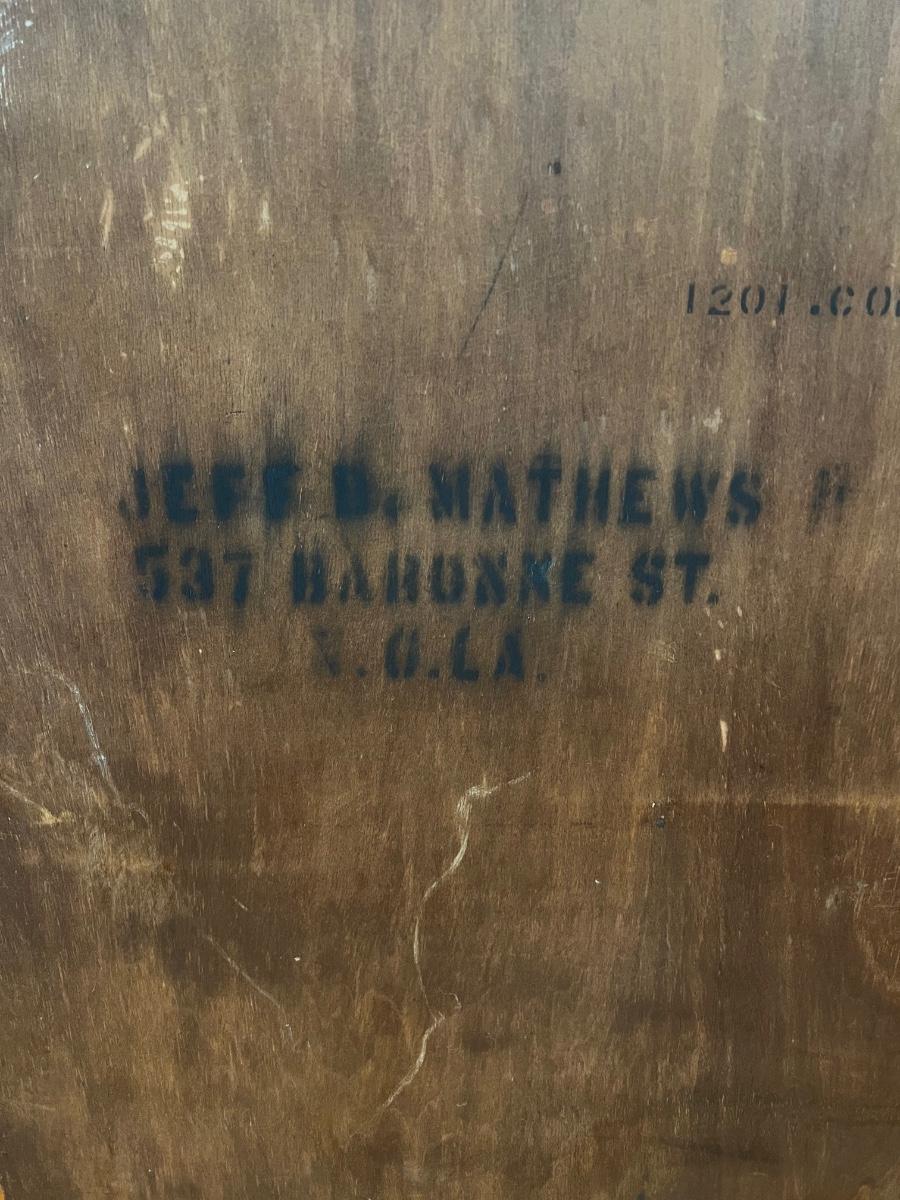 1201.CO
JEFF D. MATHEWS
537 BARONNE ST.
N.O.LA.